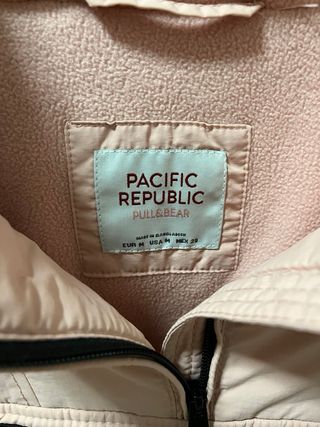 PACIFIC
REPUBLIC
PULL&BEAR
MADE IN BANGLADESH
EUR M USA M MEX 28